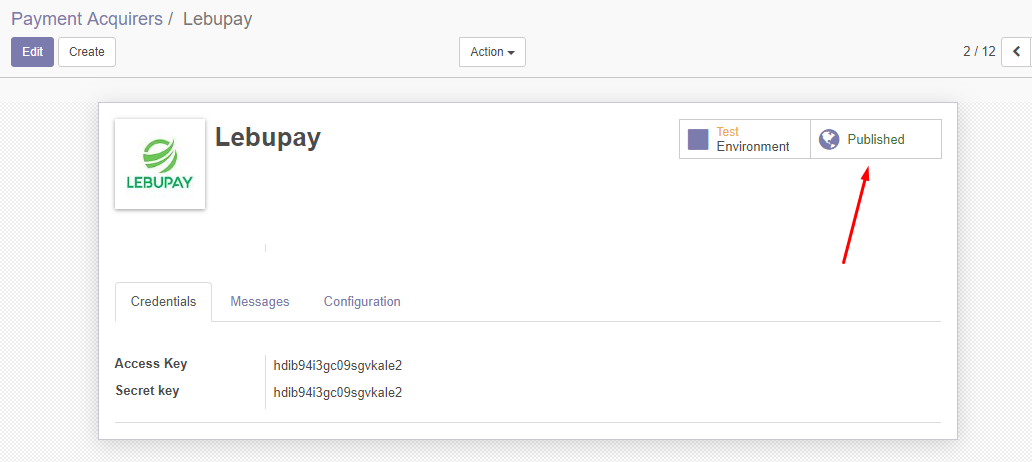 Payment Acquirers / Lebupay
Edit Create Action 2 / 12
LEBUPAY
Lebupay
Test
Environment
Published
Credentials Messages Configuration
Access Key hdib94i3gc09sgvkale2
Secret key hdib94i3gc09sgvkale2